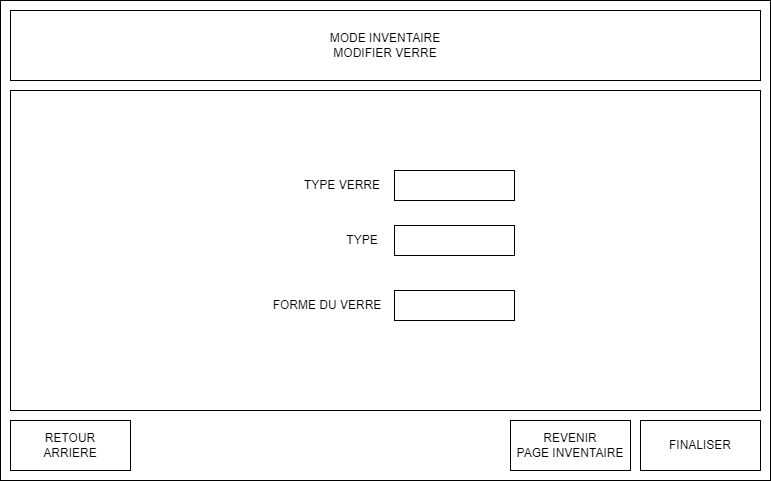 MODE INVENTAIRE
MODIFIER VERRE
TYPE VERRE
TYPE
FORME DU VERRE
RETOUR
ARRIERE
REVENIR
PAGE INVENTAIRE
FINALISER